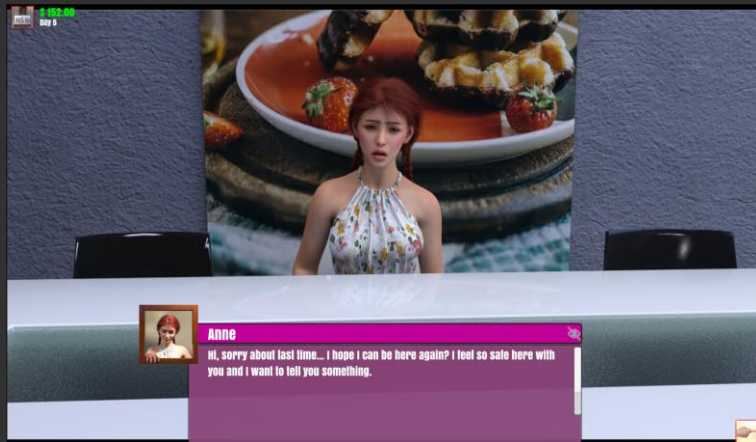 $ 152.00
Day 5
Anne
Hi, sorry about last time... I hope I can be here again? I feel so safe here with
you and I want to tell you something.